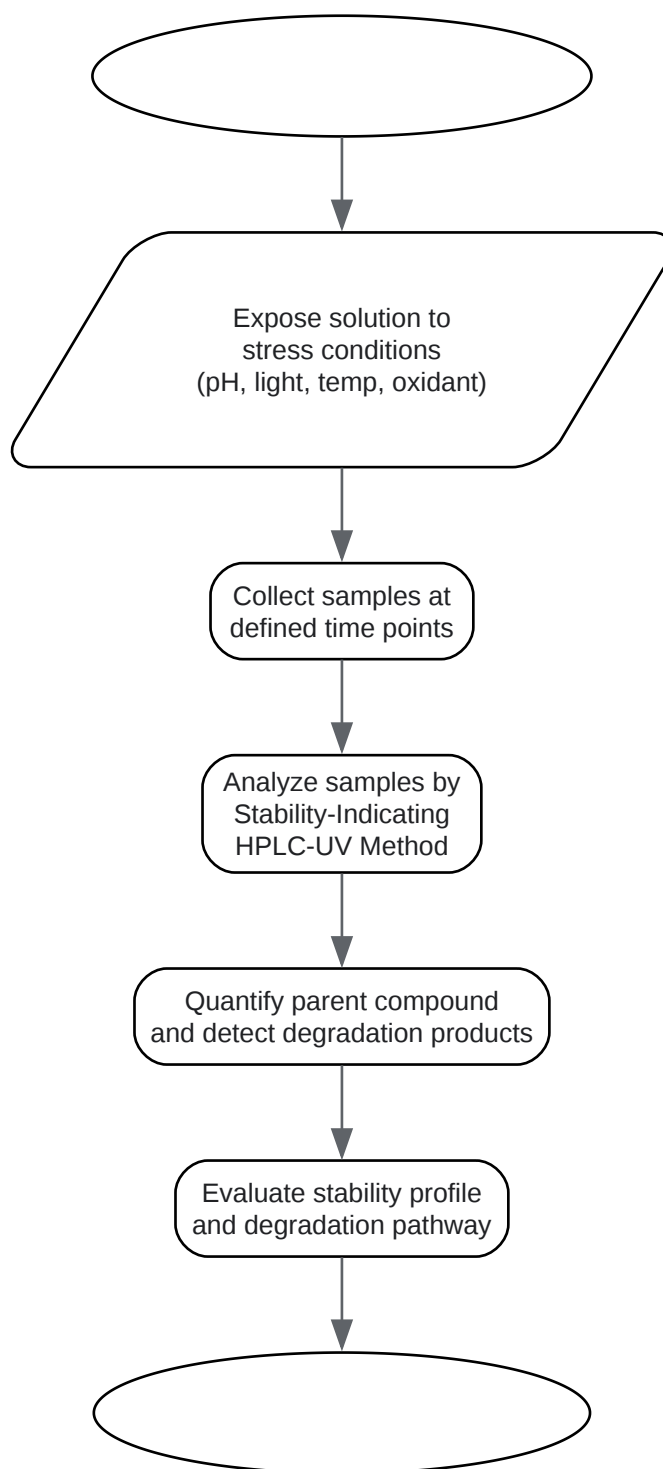 Expose solution to
stress conditions
(pH, light, temp, oxidant)
Collect samples at
defined time points
Analyze samples by
Stability-Indicating
HPLC-UV Method
Quantify parent compound
and detect degradation products
Evaluate stability profile
and degradation pathway